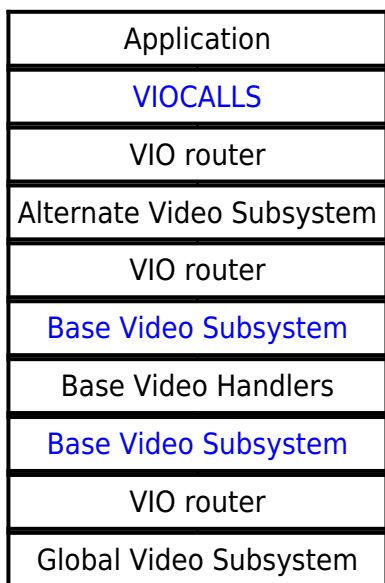 Application
VIOCALLS
VIO router
Alternate Video Subsystem
VIO router
Base Video Subsystem
Base Video Handlers
Base Video Subsystem
VIO router
Global Video Subsystem